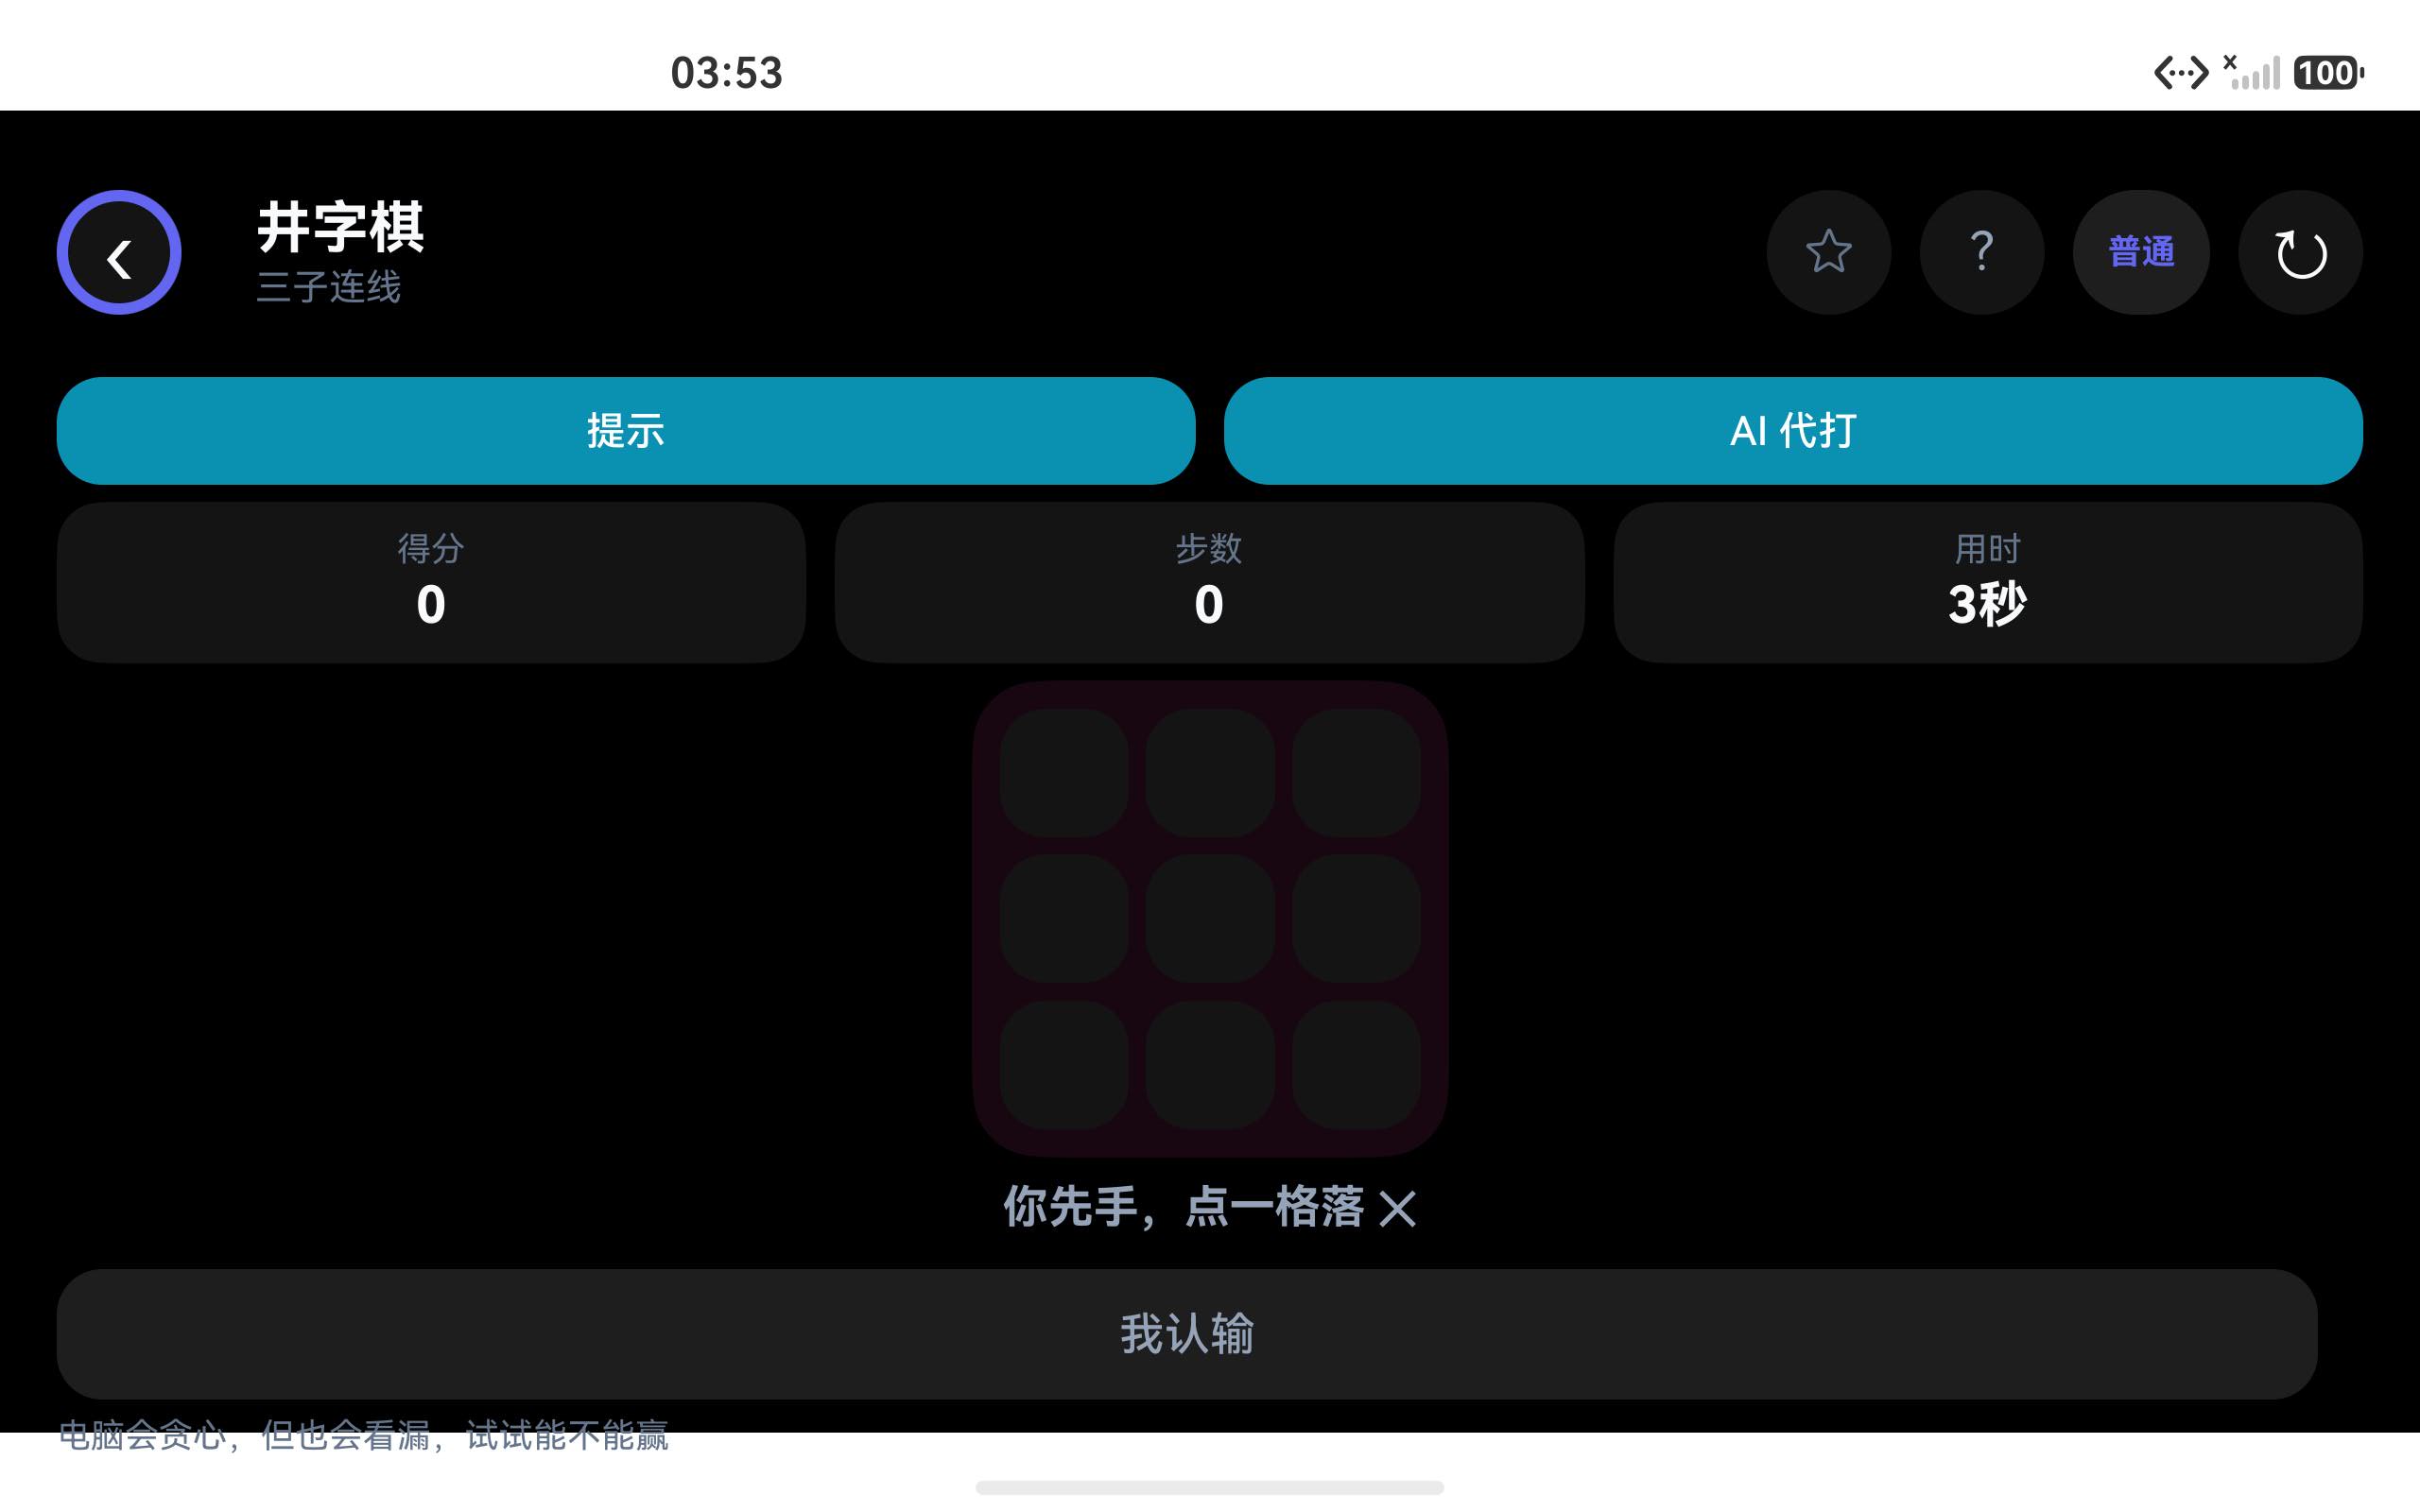 03:53
100
井字棋
三子连线
?
普通
提示
AI 代打
得分
0
步数
0
用时
3秒
你先手，点一格落 ×
我认输
电脑会贪心，但也会看漏，试试能不能赢